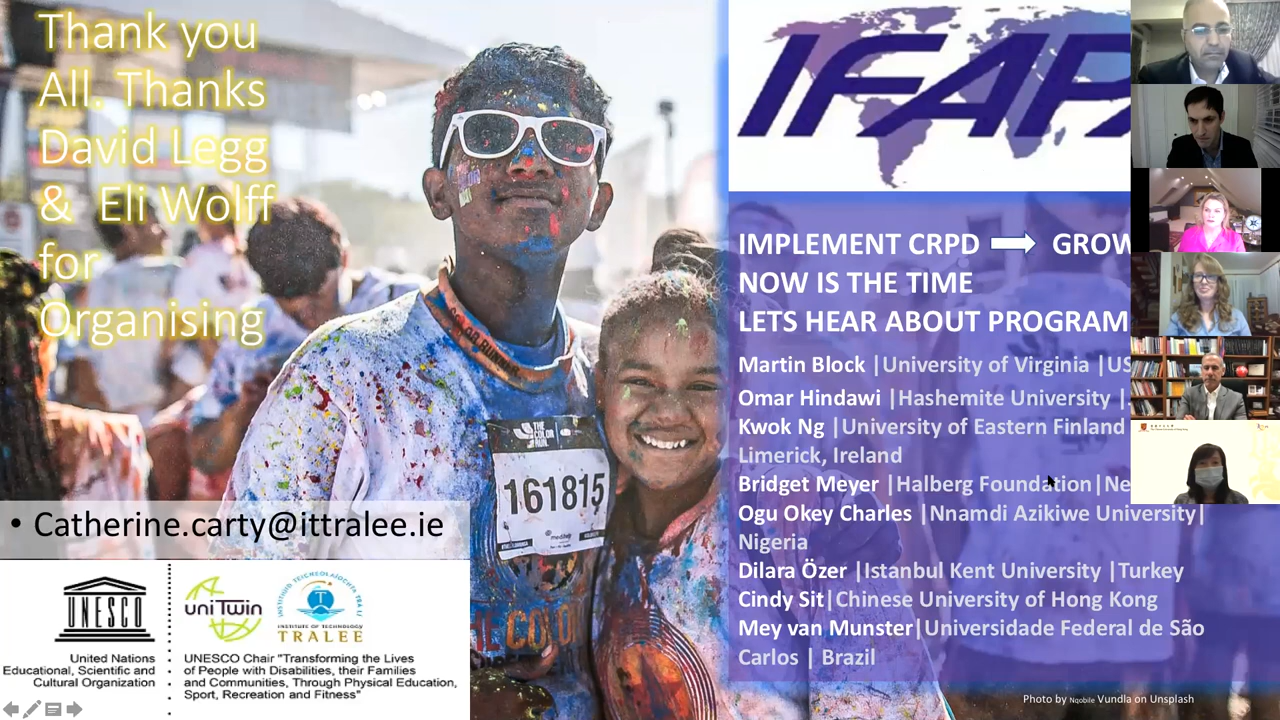 Thank you
All. Thanks
David Legg
& Eli Wolff
for
Organising
• Catherine.carty@ittralee.ie
UNESCO
United Nations
Educational, Scientific and
Cultural Organization
uniTwin
INSTITIÚID TEICNEOLAÍOCHTA TRÁ LÍ
INSTITUTE OF TECHNOLOGY
TRALEE
UNESCO Chair "Transforming the Lives
of People with Disabilities, their Families
and Communities, Through Physical Education,
Sport, Recreation and Fitness"
THE
COLOR
RUN
161815
IFAPA
IMPLEMENT CRPD GROW
NOW IS THE TIME
LETS HEAR ABOUT PROGRAM
Martin Block |University of Virginia |US
Omar Hindawi |Hashemite University |
Kwok Ng |University of Eastern Finland
Limerick, Ireland
Bridget Meyer |Halberg Foundation|Ne
Ogu Okey Charles |Nnamdi Azikiwe University|
Nigeria
Dilara Özer |Istanbul Kent University |Turkey
Cindy Sit|Chinese University of Hong Kong
Mey van Munster|Universidade Federal de São
Carlos | Brazil
Photo by Nqobile Vundla on Unsplash